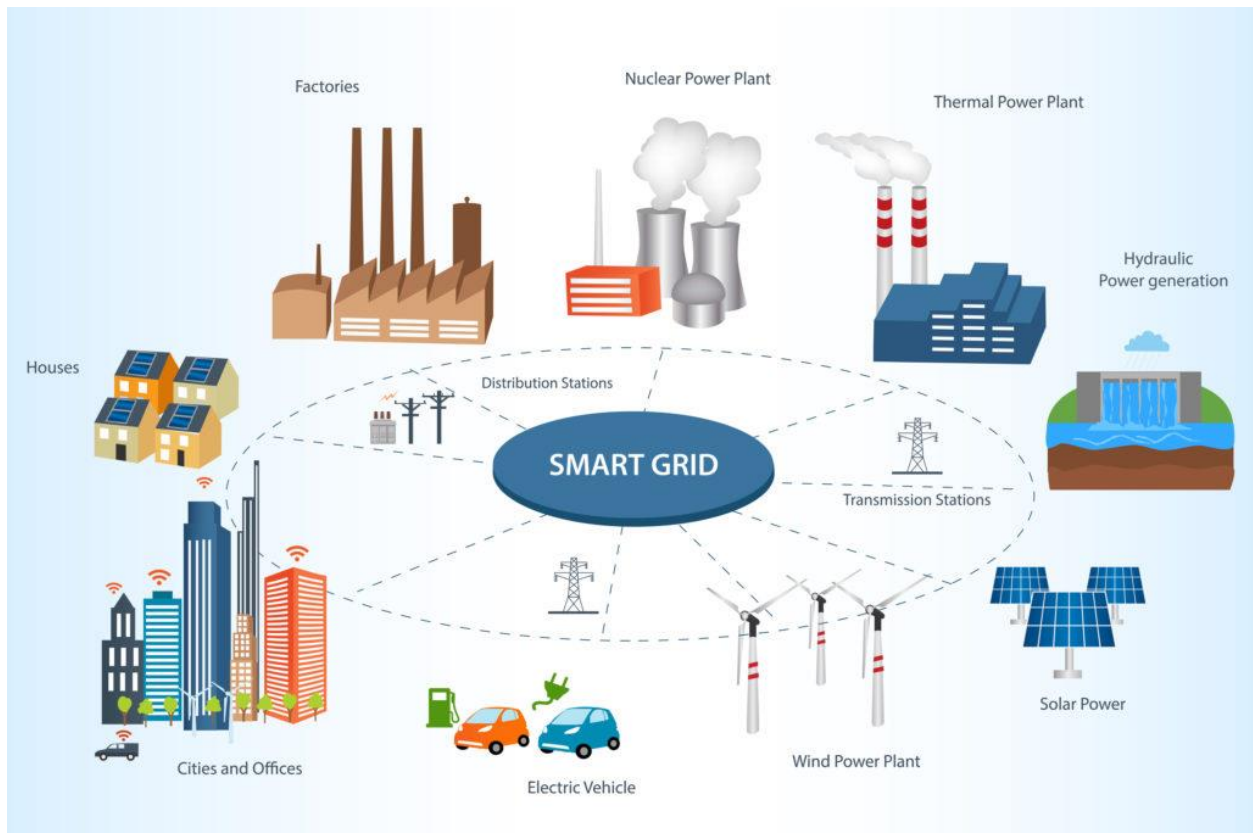 Factories
Nuclear Power Plant
Thermal Power Plant
Hydraulic
Power generation
Houses
Distribution Stations
SMART GRID
Transmission Stations
Solar Power
Wind Power Plant
Cities and Offices
Electric Vehicle